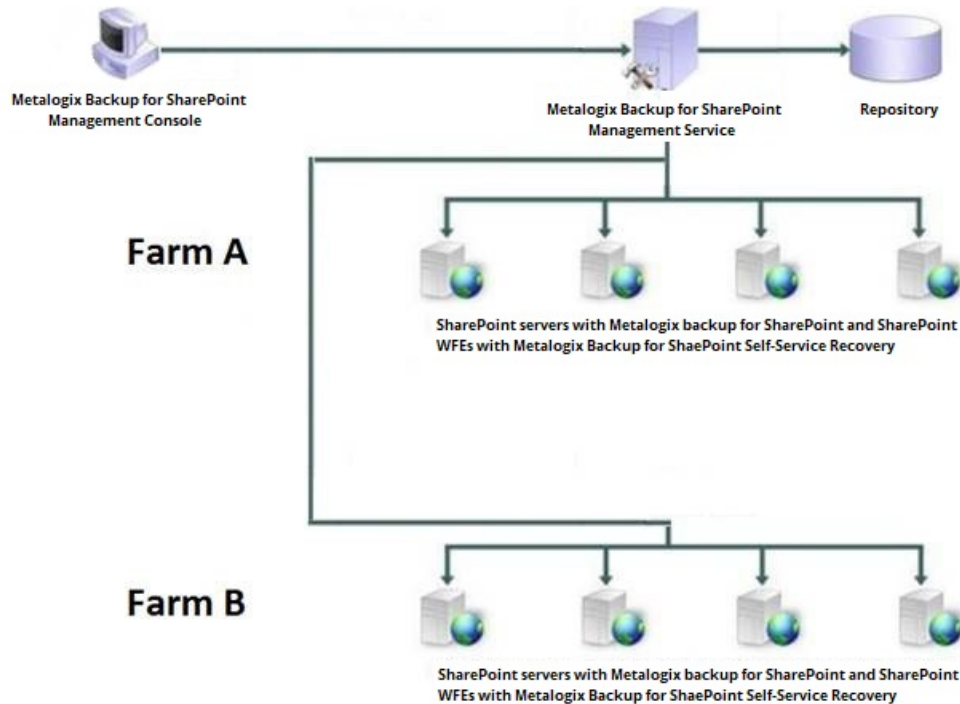 Metalogix Backup for SharePoint
Management Console
Metalogix Backup for SharePoint
Management Service
Repository
Farm A
SharePoint servers with Metalogix backup for SharePoint and SharePoint
WFEs with Metalogix Backup for ShaePoint Self-Service Recovery
Farm B
SharePoint servers with Metalogix backup for SharePoint and SharePoint
WFEs with Metalogix Backup for ShaePoint Self-Service Recovery